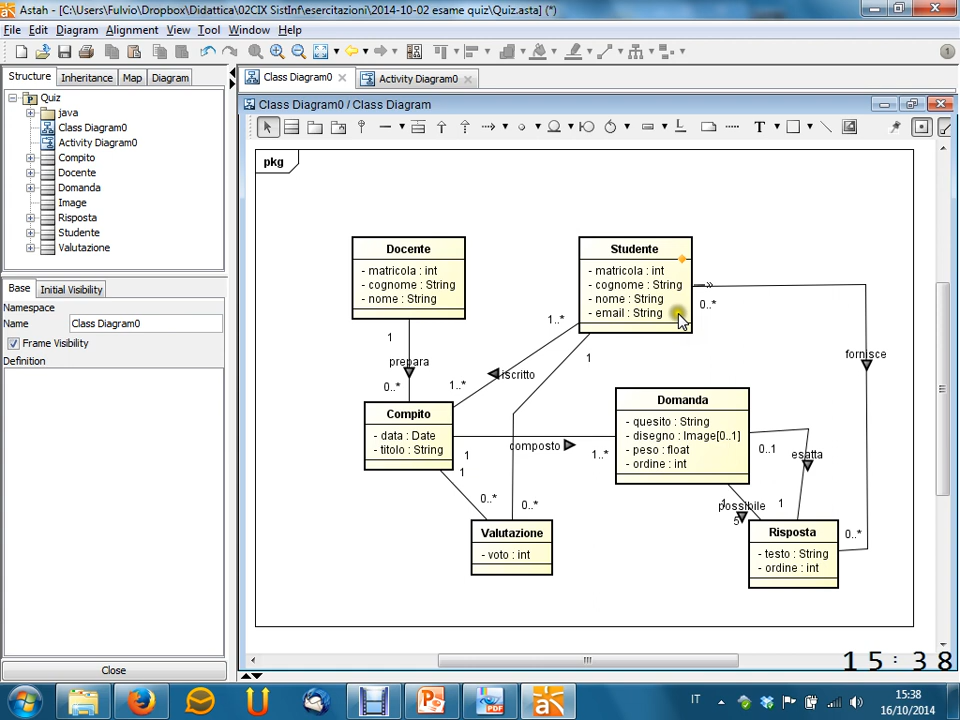 Astah - [C:\Users\Fulvio\Dropbox\Didattica\02CIX SistInf\esercitazioni\2014-10-02 esame quiz\Quiz.asta] (*)
File Edit Diagram Alignment View Tool Window Help
1
Structure Inheritance Map Diagram
Class Diagram0 Activity Diagram0
Quiz
java
Class Diagram0
Activity Diagram0
Compito
Docente
Domanda
Image
Risposta
Studente
Valutazione
Base Initial Visibility
Namespace
Name Class Diagram0
Frame Visibility
Definition
Close
Class Diagram0 / Class Diagram
T
pkg
Docente
- matricola : int
- cognome : String
- nome : String
Studente
- matricola : int
- cognome : String
- nome : String
- email : String
0..*
1..*
1
prepara
0..*
1..*
iscritto
1
fornisce
Compito
- data : Date
- titolo : String
composto
1
1..*
Domanda
- quesito : String
- disegno : Image[0..1]
- peso : float
- ordine : int
0..1
esatta
1
0..*
0..*
1
possibile
5
1
0..*
Valutazione
- voto : int
Risposta
- testo : String
- ordine : int
15:38
IT
15:38
16/10/2014